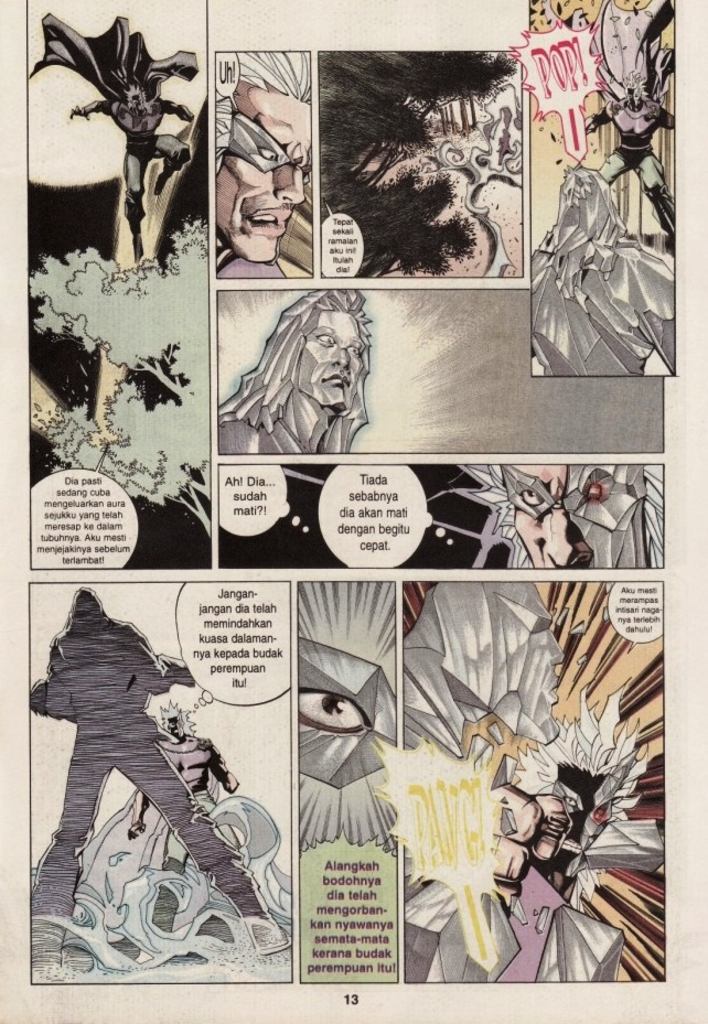 Dia pasti
sedang cuba
mengeluarkan aura
sejukku yang telah
meresap ke dalam
tubuhnya. Aku mesti
menjejakinya sebelum
terlambat!
Uh!
Tepat
sekali
ramalan
aku ini!
Itulah
dia!
POP!
Ah! Dia...
sudah
mati?!
Tiada
sebabnya
dia akan mati
dengan begitu
cepat.
Jangan-
jangan dia telah
memindahkan
kuasa dalaman-
nya kepada budak
perempuan
itu!
Alangkah
bodohnya
dia telah
mengorban-
kan nyawanya
semata-mata
kerana budak
perempuan itu!
Aku mesti
merampas
intisari naga-
nya terlebih
dahulu!
PANG!
13